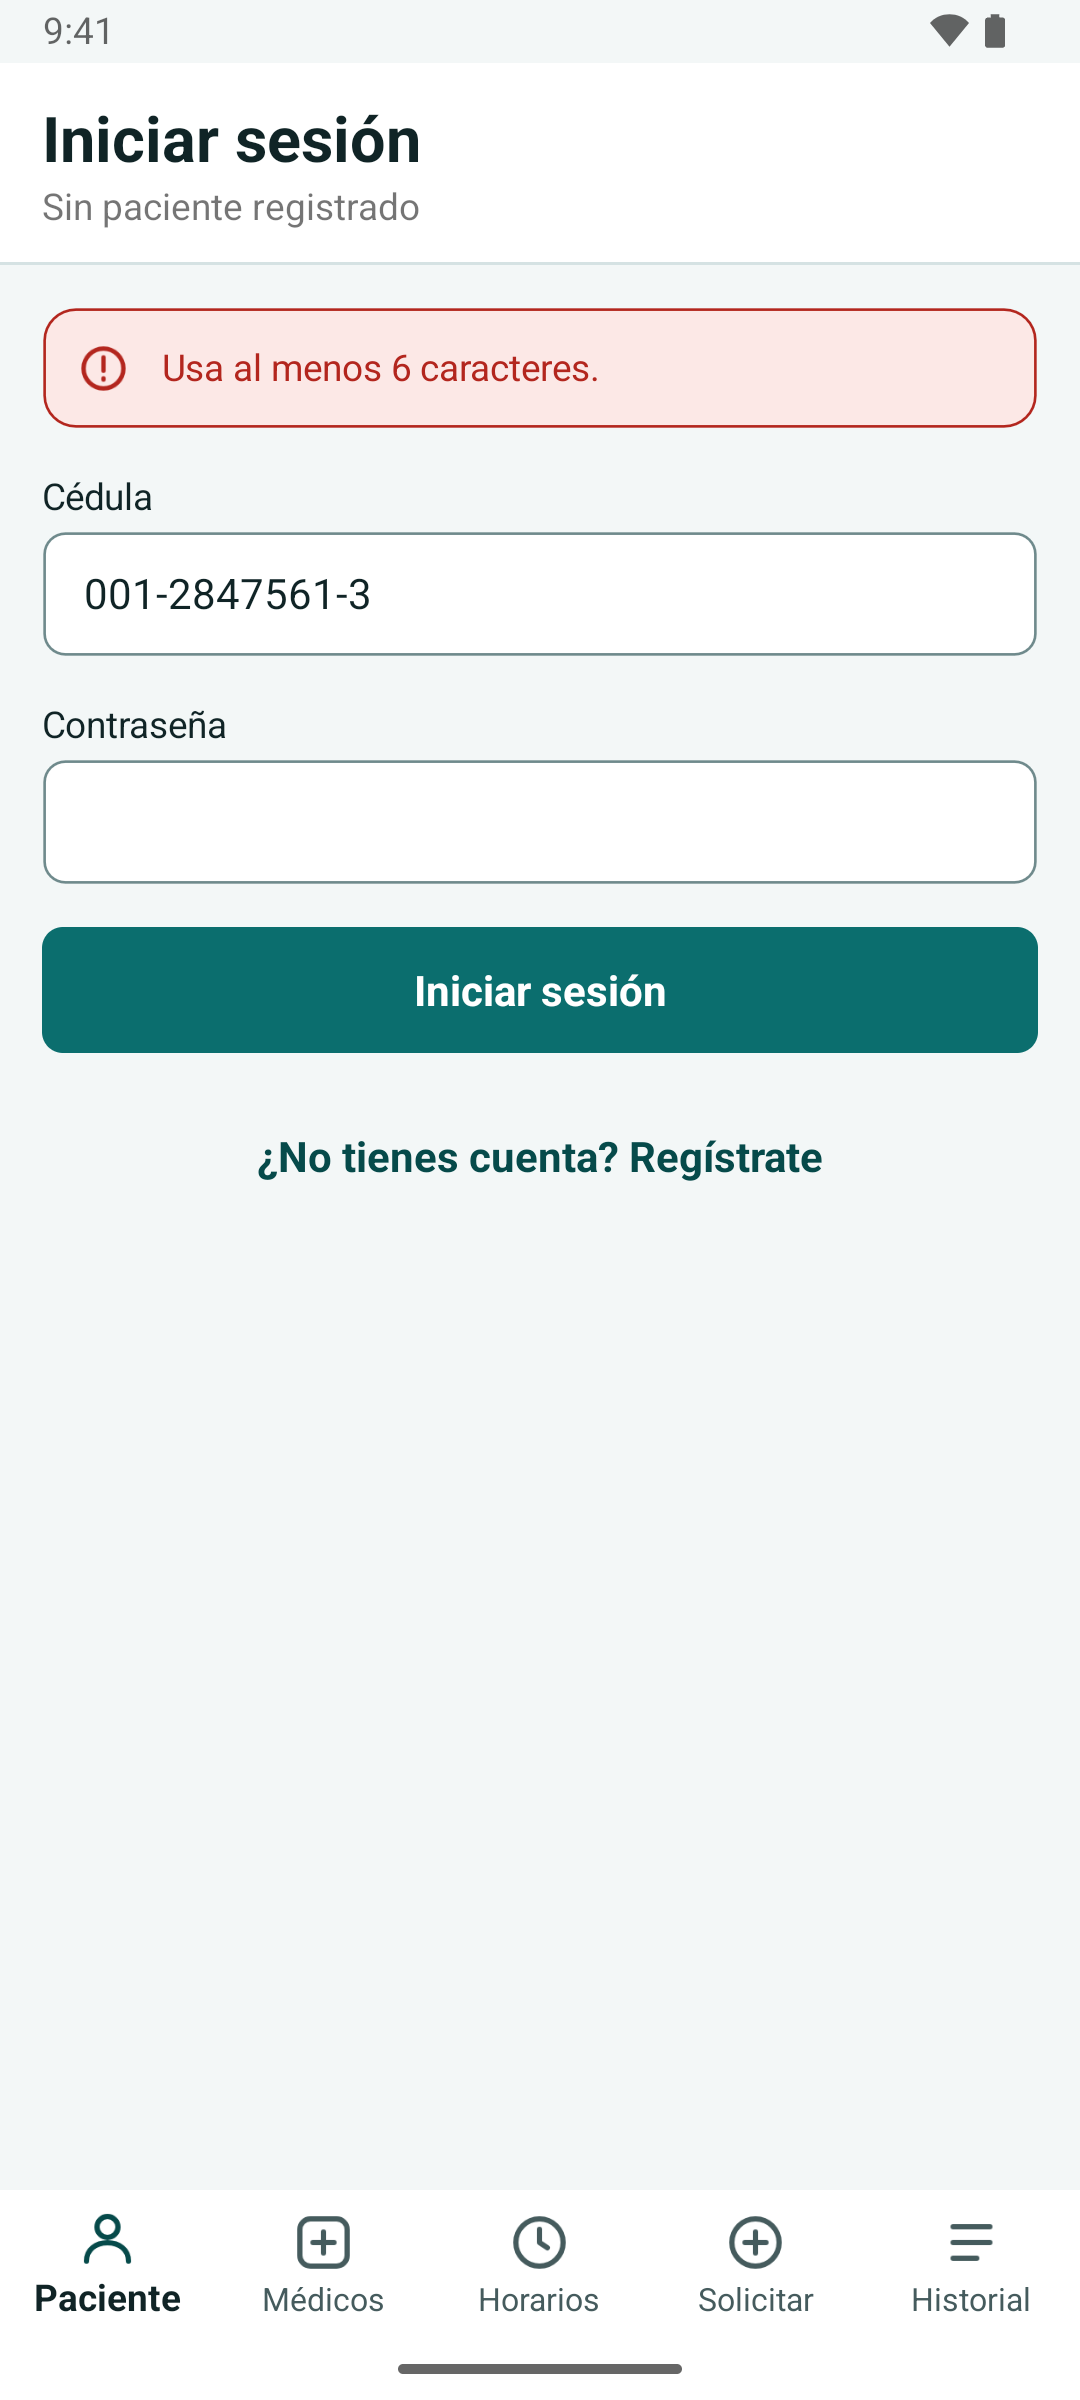 9:41
Iniciar sesión
Sin paciente registrado
Usa al menos 6 caracteres.
Cédula
001-2847561-3
Contraseña
Iniciar sesión
¿No tienes cuenta? Regístrate
Paciente
Médicos
Horarios
Solicitar
Historial